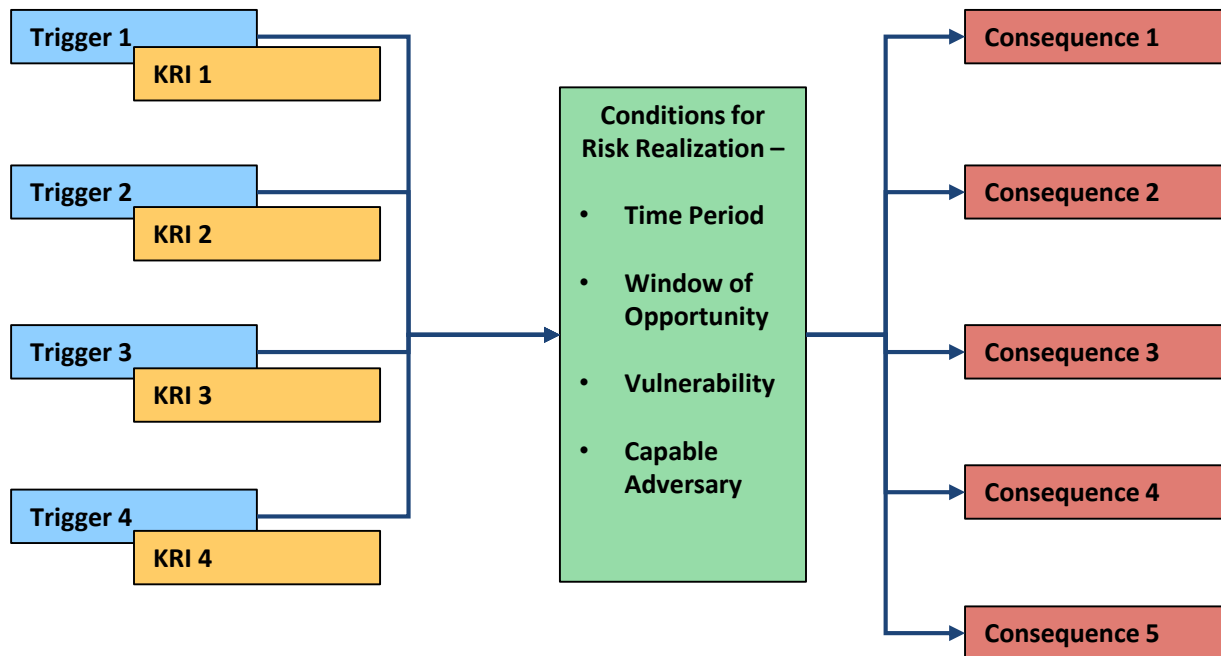 Trigger 1
KRI 1
Trigger 2
KRI 2
Trigger 3
KRI 3
Trigger 4
KRI 4
Conditions for
Risk Realization –
• Time Period
• Window of
Opportunity
• Vulnerability
• Capable
Adversary
Consequence 1
Consequence 2
Consequence 3
Consequence 4
Consequence 5